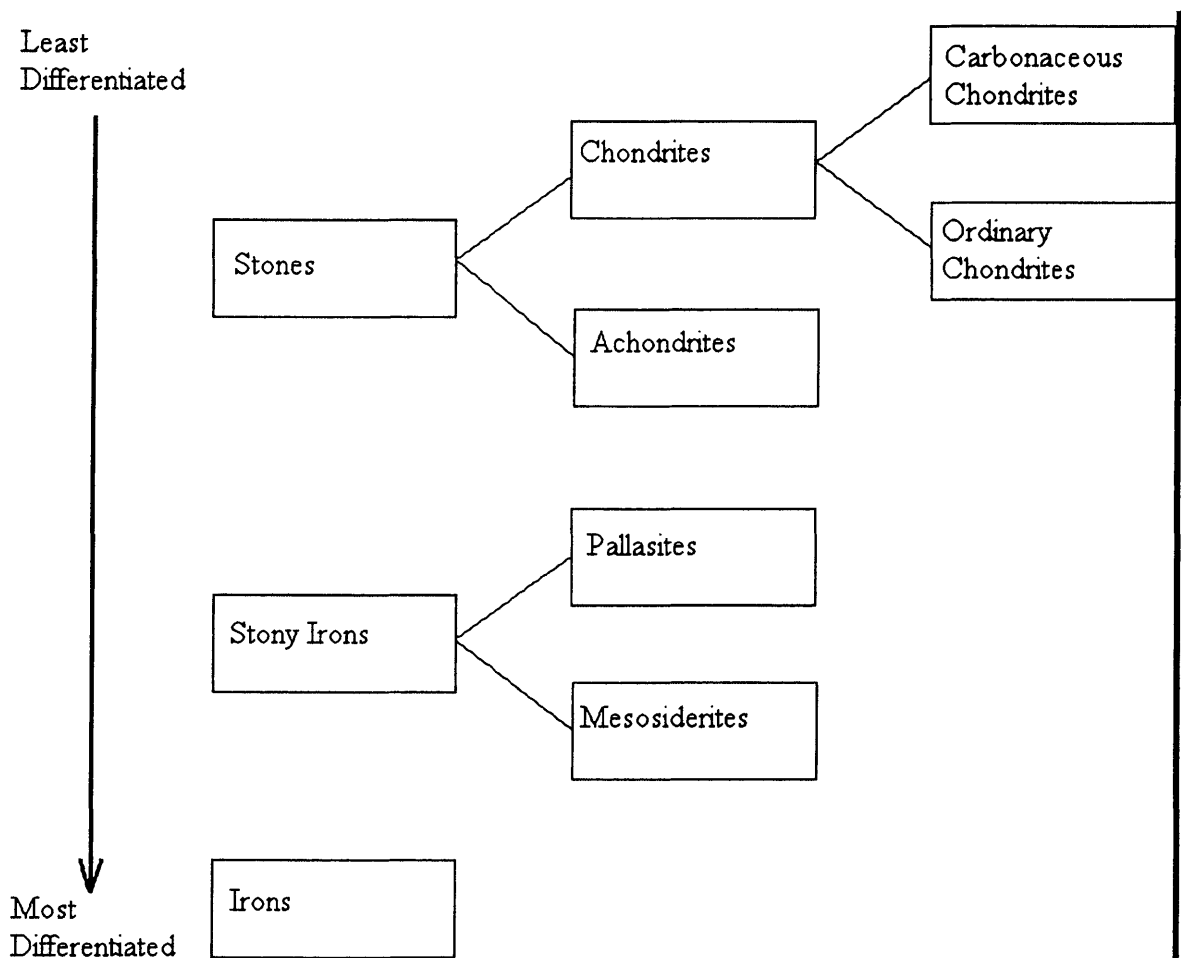 Least
Differentiated
Carbonaceous
Chondrites
Chondrites
Ordinary
Chondrites
Stones
Achondrites
Pallasites
Stony Irons
Mesosiderites
Irons
Most
Differentiated